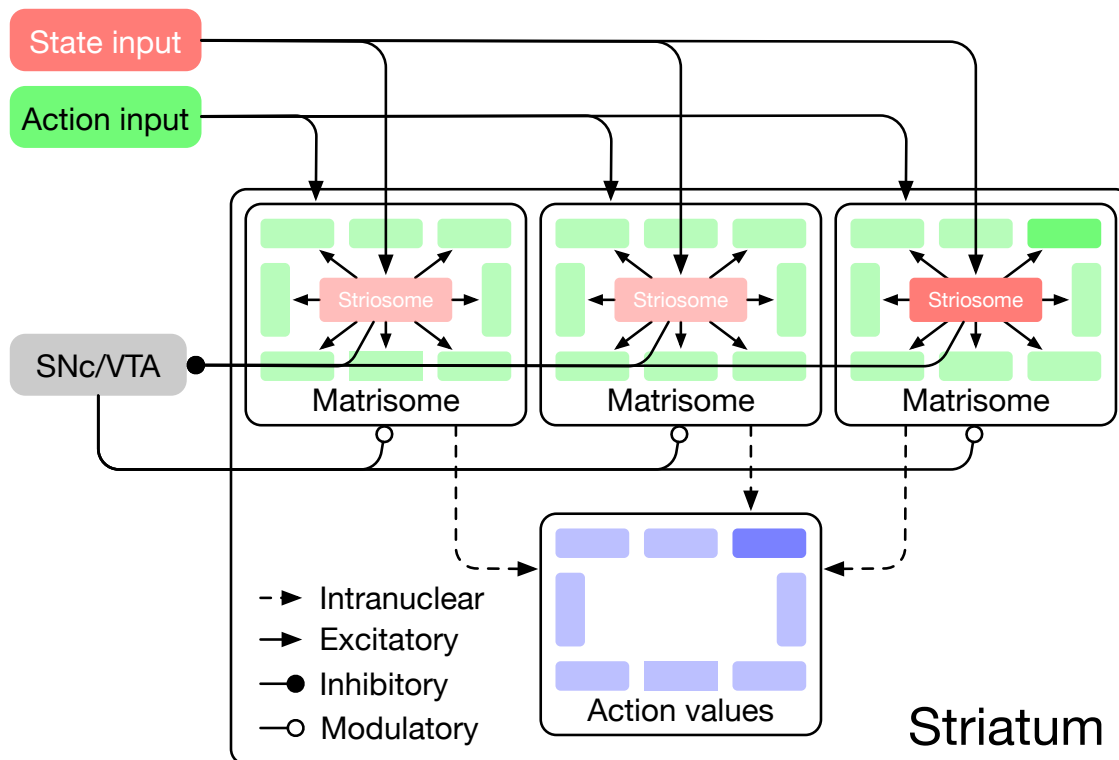 State input
Action input
Striosome
Striosome
Striosome
SNc/VTA
Matrisome
Matrisome
Matrisome
Intranuclear
Excitatory
Inhibitory
Modulatory
Action values
Striatum